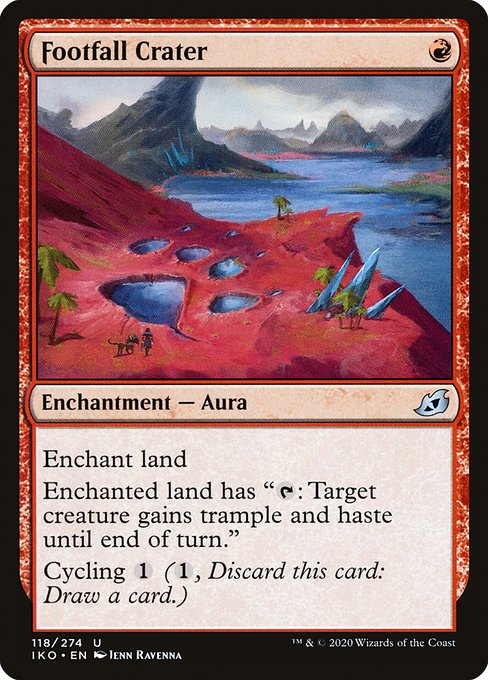 Footfall Crater
Enchantment — Aura
Enchant land
Enchanted land has “: Target
creature gains trample and haste
until end of turn.”
Cycling 1 (1, Discard this card:
Draw a card.)
118/274 U
IKO • EN Jenn Ravenna
™ & © 2020 Wizards of the Coast